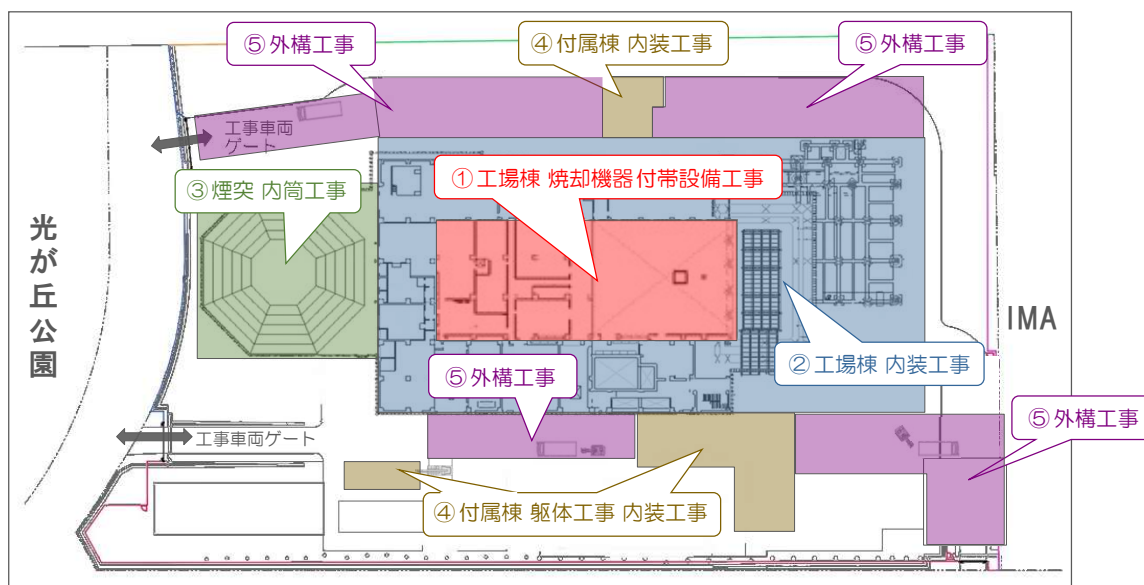 ⑤外構工事
④付属棟 内装工事
⑤外構工事
工事車両
ゲート
①工場棟 焼却機器付帯設備工事
③煙突 内筒工事
光が丘公園
IMA
②工場棟 内装工事
⑤外構工事
⑤外構工事
工事車両ゲート
④付属棟 躯体工事 内装工事